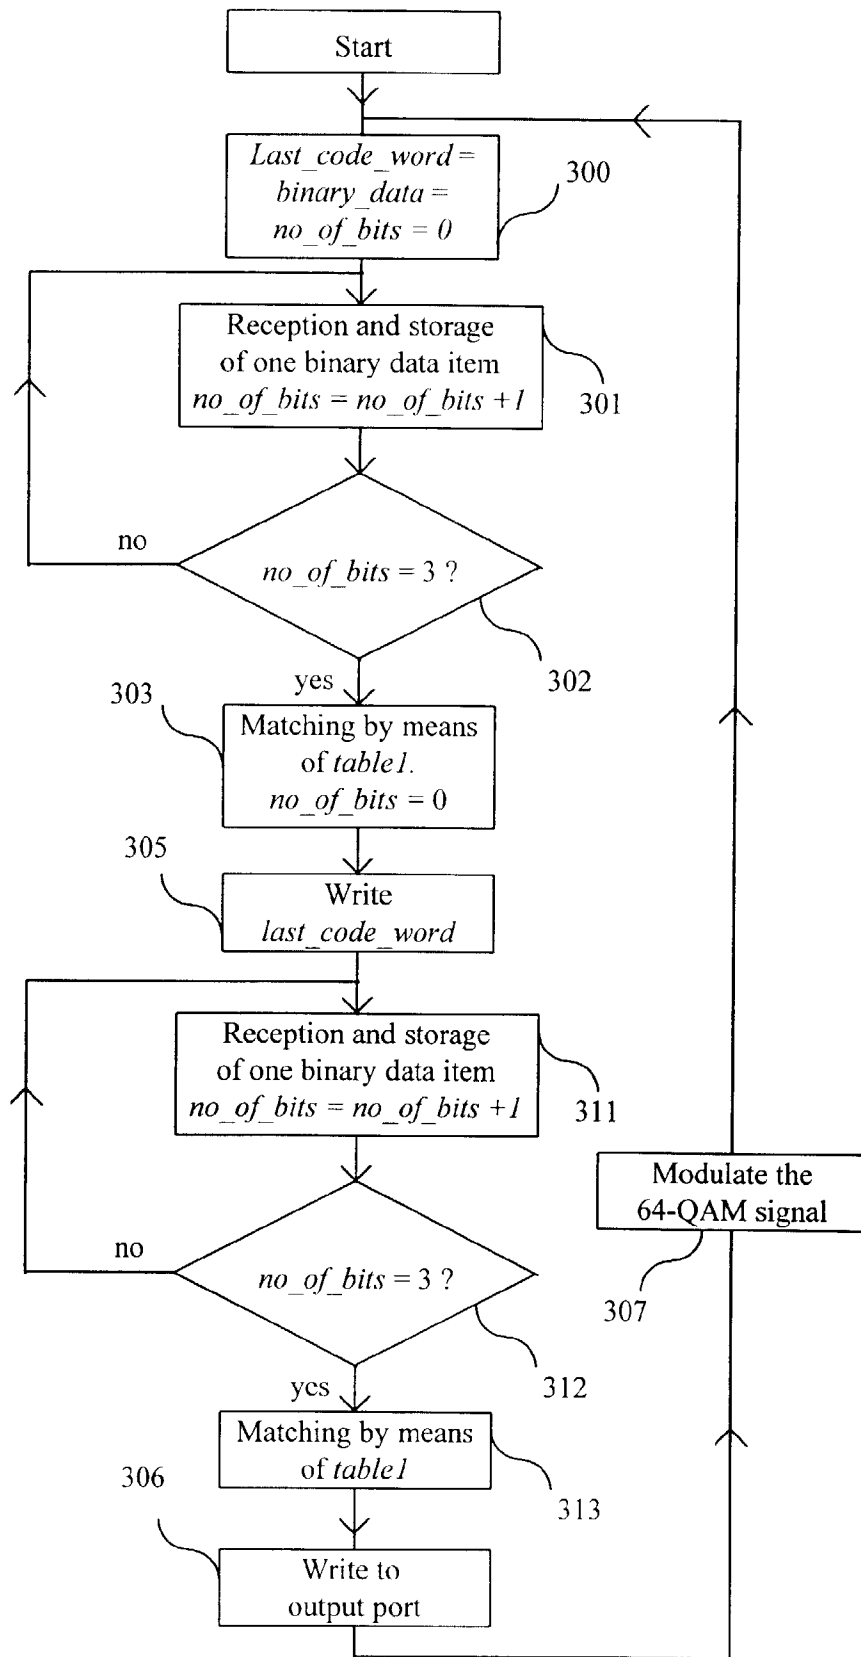 Start
Last_code_word =
binary_data =
no_of_bits = 0
300
Reception and storage
of one binary data item
no_of_bits = no_of_bits +1
301
no
no_of_bits = 3 ?
302
yes
303
Matching by means
of table1.
no_of_bits = 0
305
Write
last_code_word
Reception and storage
of one binary data item
no_of_bits = no_of_bits +1
311
Modulate the
64-QAM signal
307
no
no_of_bits = 3 ?
312
yes
Matching by means
of table1
313
306
Write to
output port